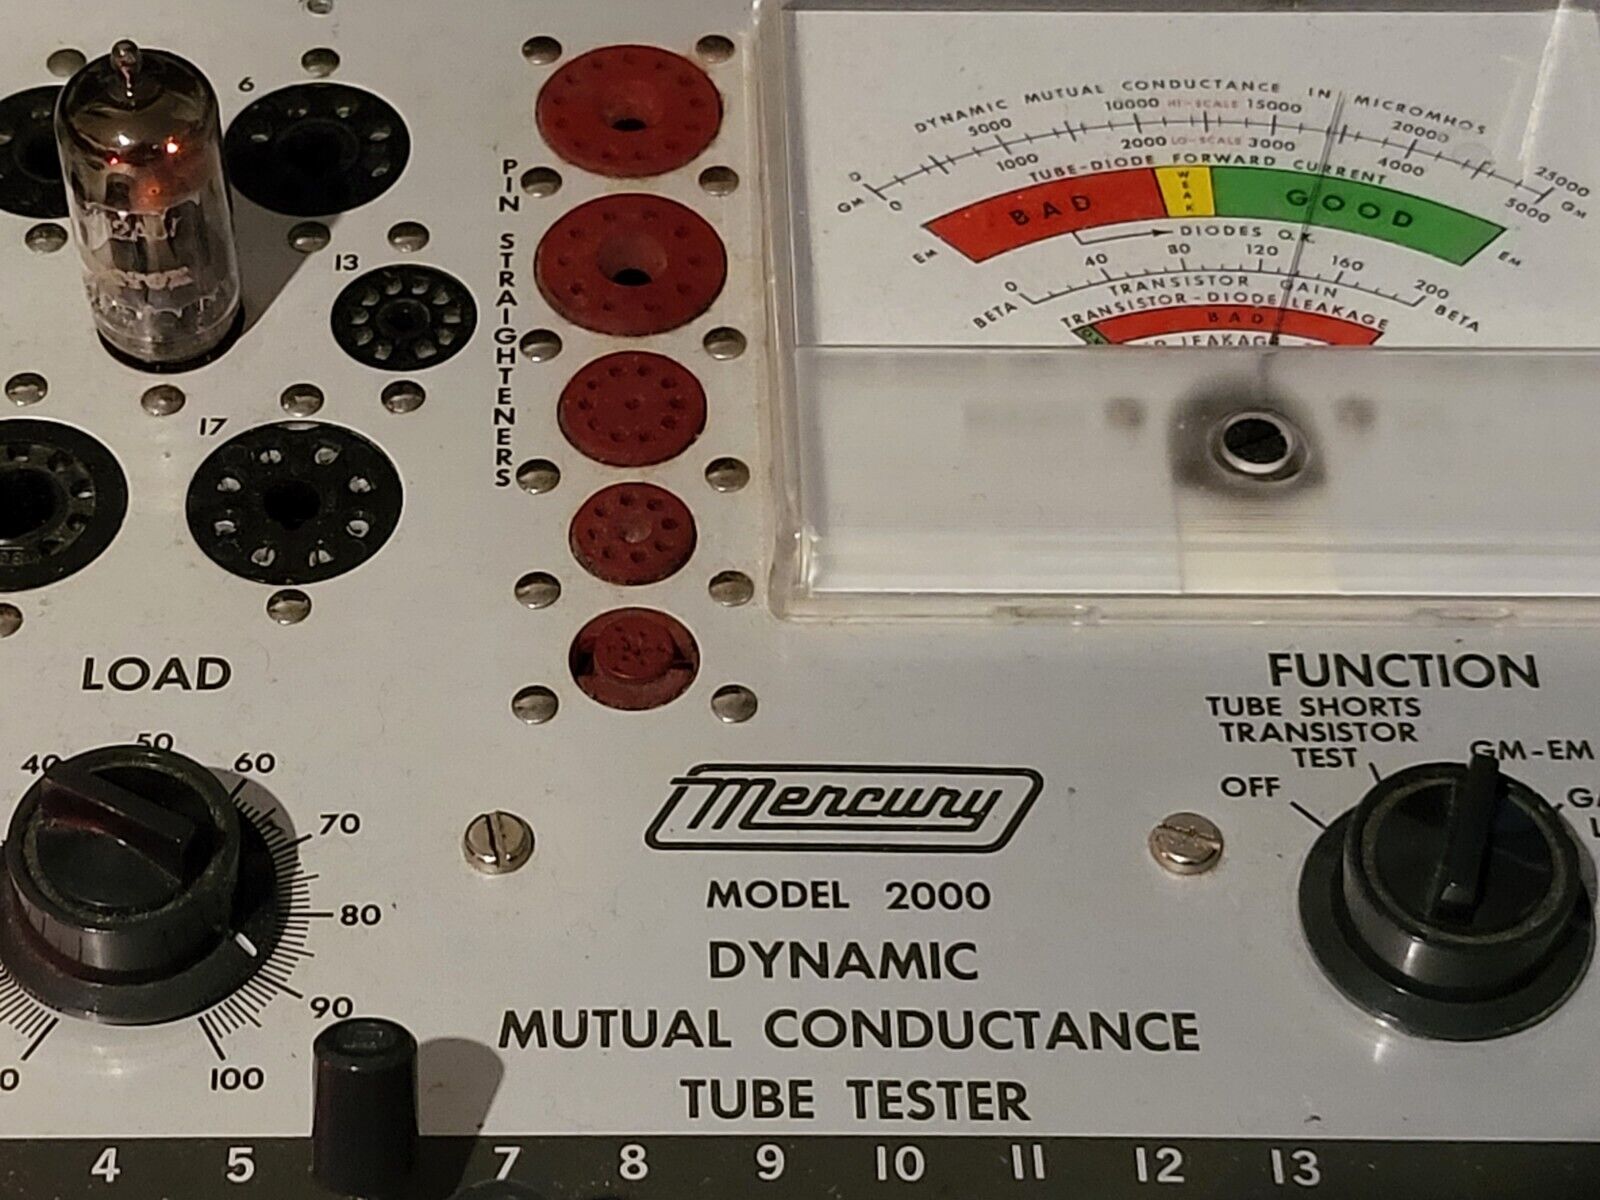 6
13
17
PIN STRAIGHTENERS
DYNAMIC MUTUAL CONDUCTANCE IN MICROMHOS
0 5000 10000 HI-SCALE 15000 20000 25000
GM GM
0 1000 2000 LO-SCALE 3000 4000 5000
TUBE-DIODE FORWARD CURRENT
BAD WEAK GOOD
EM EM
DIODES O.K.
0 40 80 120 160 200
BETA TRANSISTOR GAIN BETA
TRANSISTOR-DIODE LEAKAGE
BAD
LEAKAGE
LOAD
40 50 60 70 80 90 100
Mercury
MODEL 2000
DYNAMIC
MUTUAL CONDUCTANCE
TUBE TESTER
FUNCTION
TUBE SHORTS
TRANSISTOR
TEST
GM-EM
OFF
4 5 7 8 9 10 11 12 13